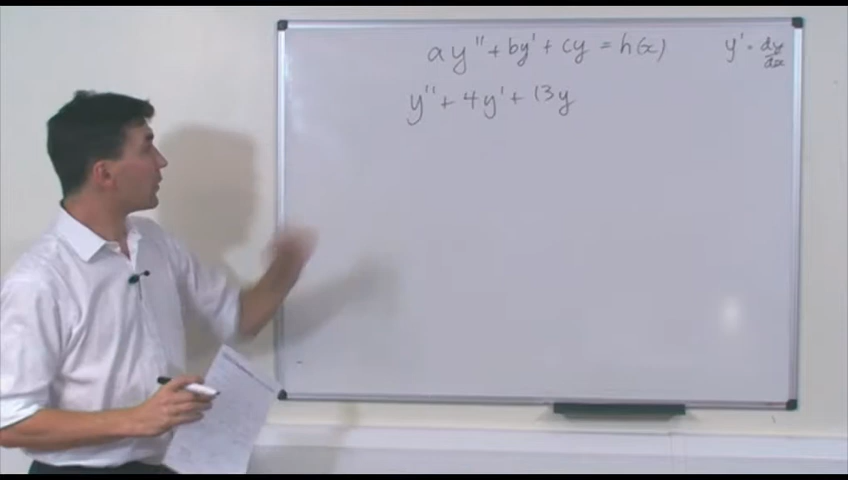 ay" + by' + cy = h(x)
y' = dy/dx
y" + 4y' + 13y